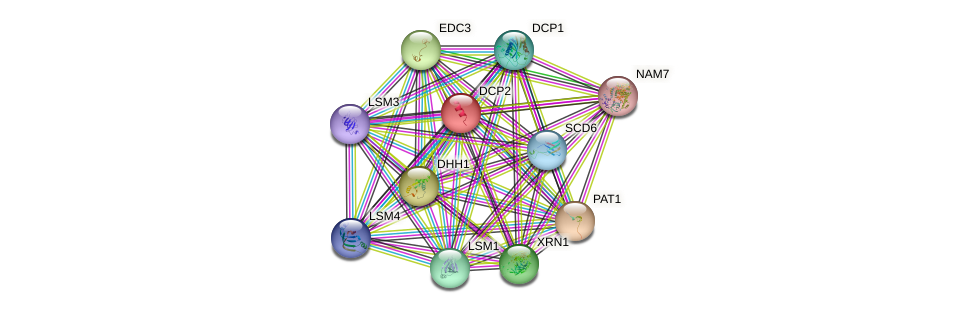 EDC3
DCP1
NAM7
DCP2
LSM3
SCD6
DHH1
PAT1
LSM4
XRN1
LSM1